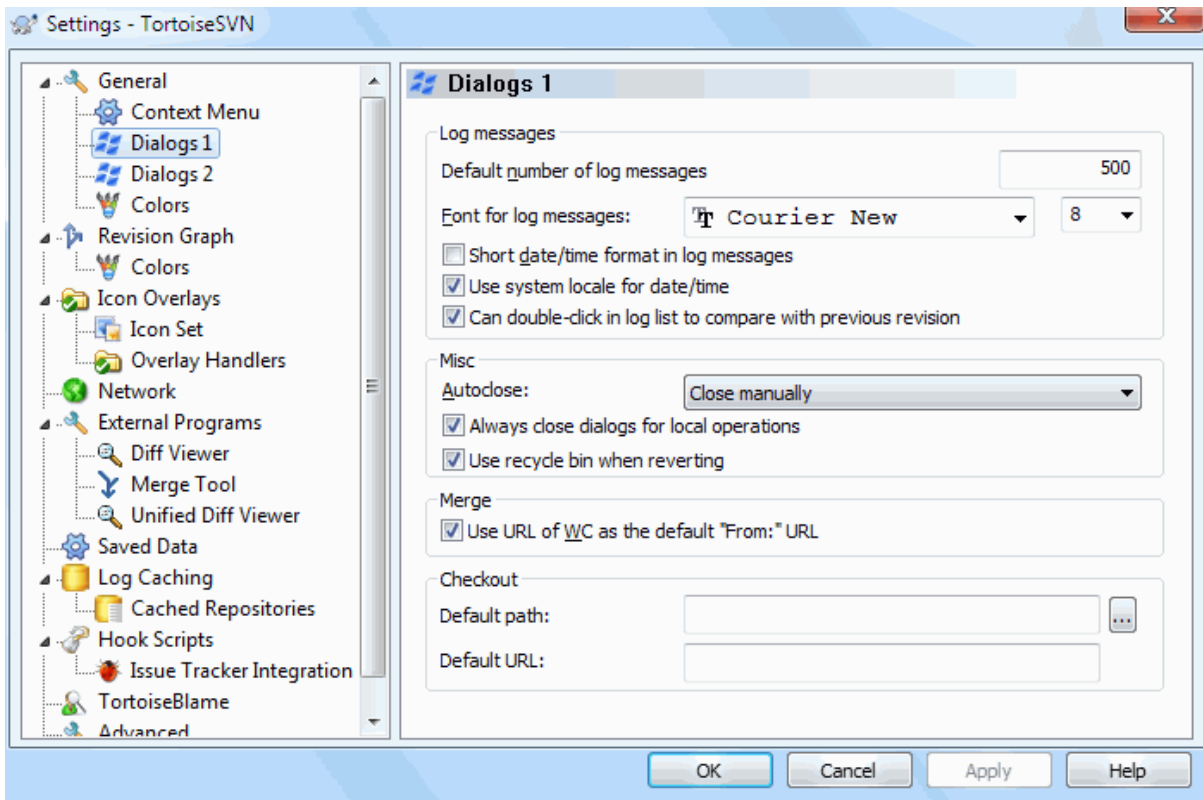 Settings - TortoiseSVN
General
Context Menu
Dialogs 1
Dialogs 2
Colors
Revision Graph
Colors
Icon Overlays
Icon Set
Overlay Handlers
Network
External Programs
Diff Viewer
Merge Tool
Unified Diff Viewer
Saved Data
Log Caching
Cached Repositories
Hook Scripts
Issue Tracker Integration
TortoiseBlame
Advanced
Dialogs 1
Log messages
Default number of log messages 500
Font for log messages: Courier New 8
Short date/time format in log messages
Use system locale for date/time
Can double-click in log list to compare with previous revision
Misc
Autoclose: Close manually
Always close dialogs for local operations
Use recycle bin when reverting
Merge
Use URL of WC as the default "From:" URL
Checkout
Default path: ...
Default URL:
OK Cancel Apply Help